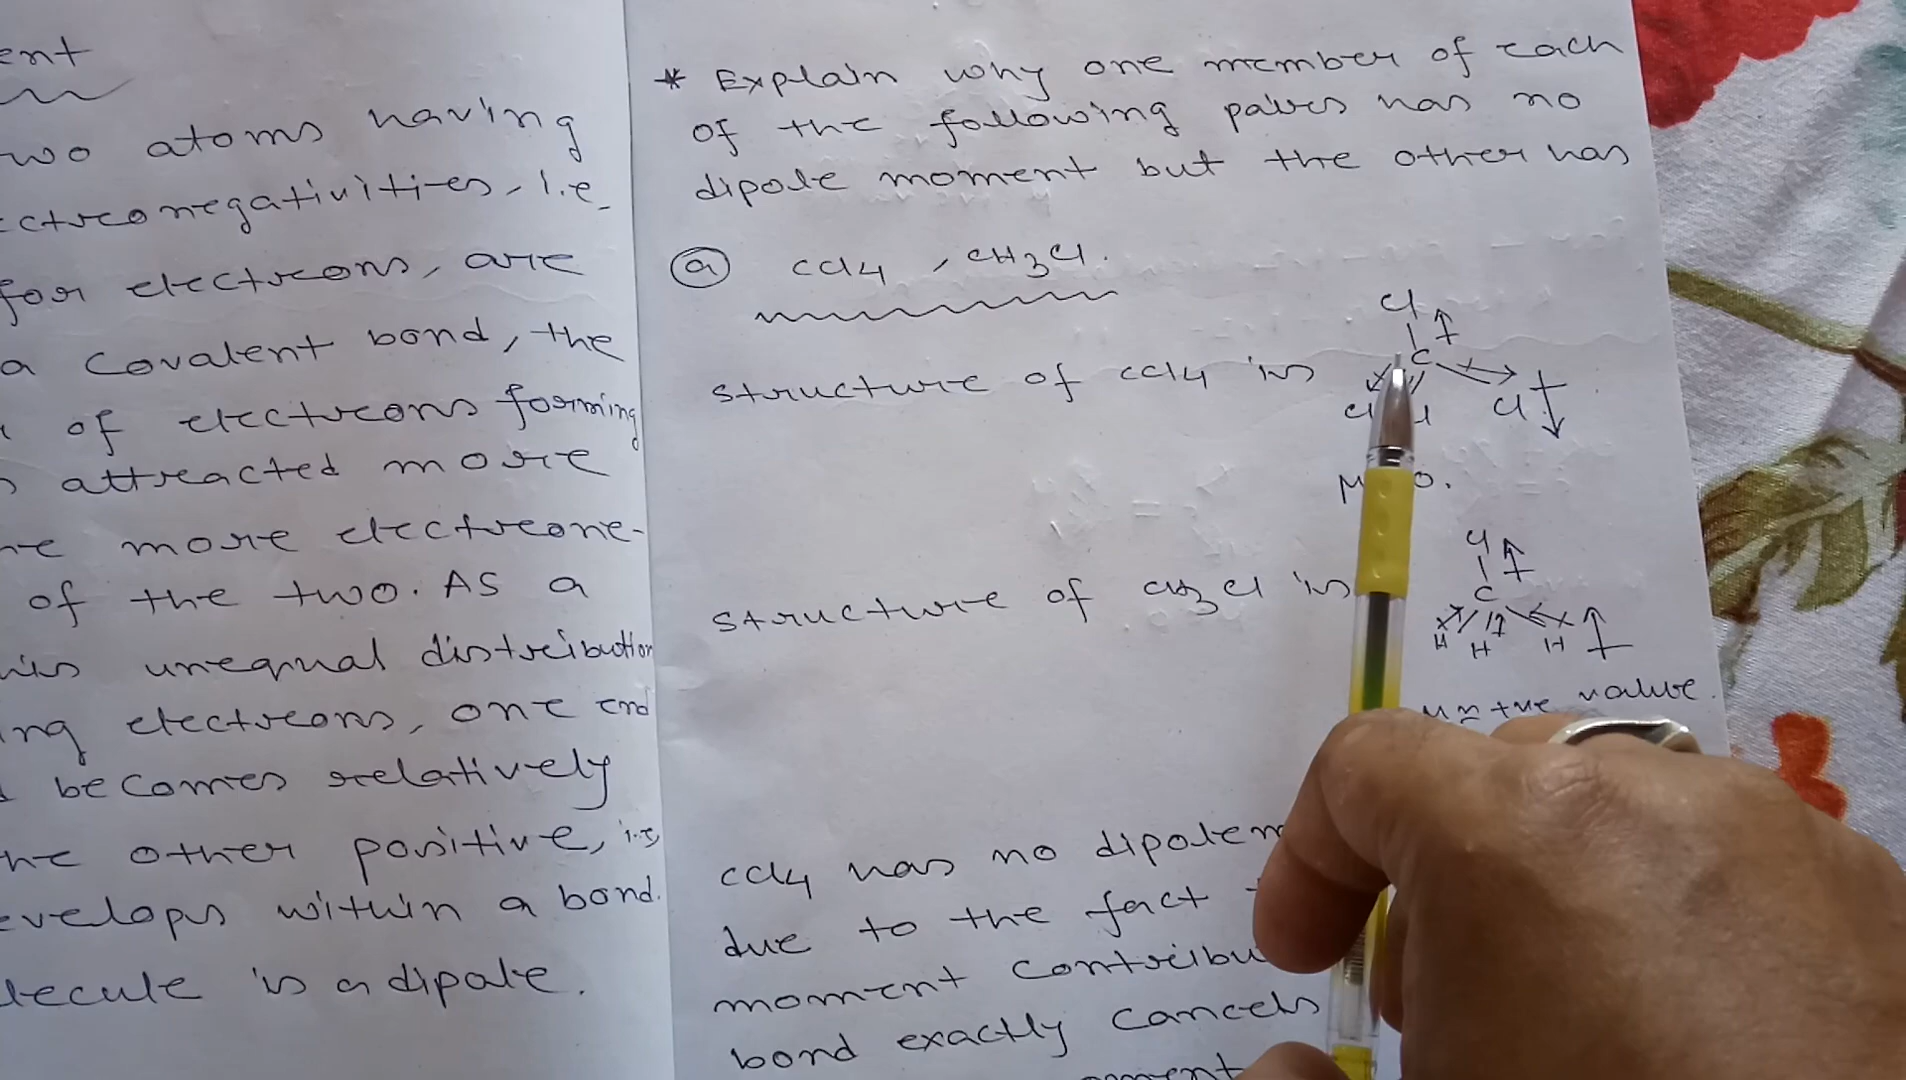 ent
two atoms having
ectronegativities, i.e
for electrons, are
a covalent bond, the
of electrons forming
attracted more
more electrone-
of the two. As a
unequal distribution
ing electrons, one end
becomes relatively
the other positive, i.e,
evelops within a bond.
lecule is a dipole.
* Explain why one member of each
of the following pairs has no
dipole moment but the other has
(a) CCl4 , CH3Cl.
structure of CCl4 is
Cl
C
Cl Cl Cl
structure of CH3Cl is
Cl
C
H H H
+ve value.
CCl4 has no dipole m
due to the fact
moment contribu
bond exactly cancels